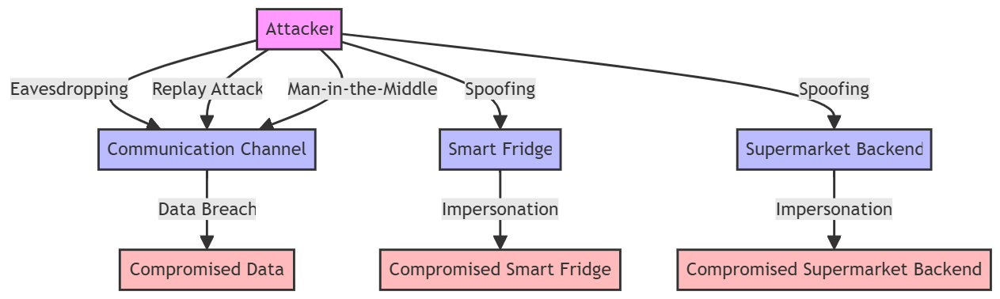 Attacker
Eavesdropping
Replay Attack
Man-in-the-Middle
Spoofing
Spoofing
Communication Channel
Smart Fridge
Supermarket Backend
Data Breach
Impersonation
Impersonation
Compromised Data
Compromised Smart Fridge
Compromised Supermarket Backend